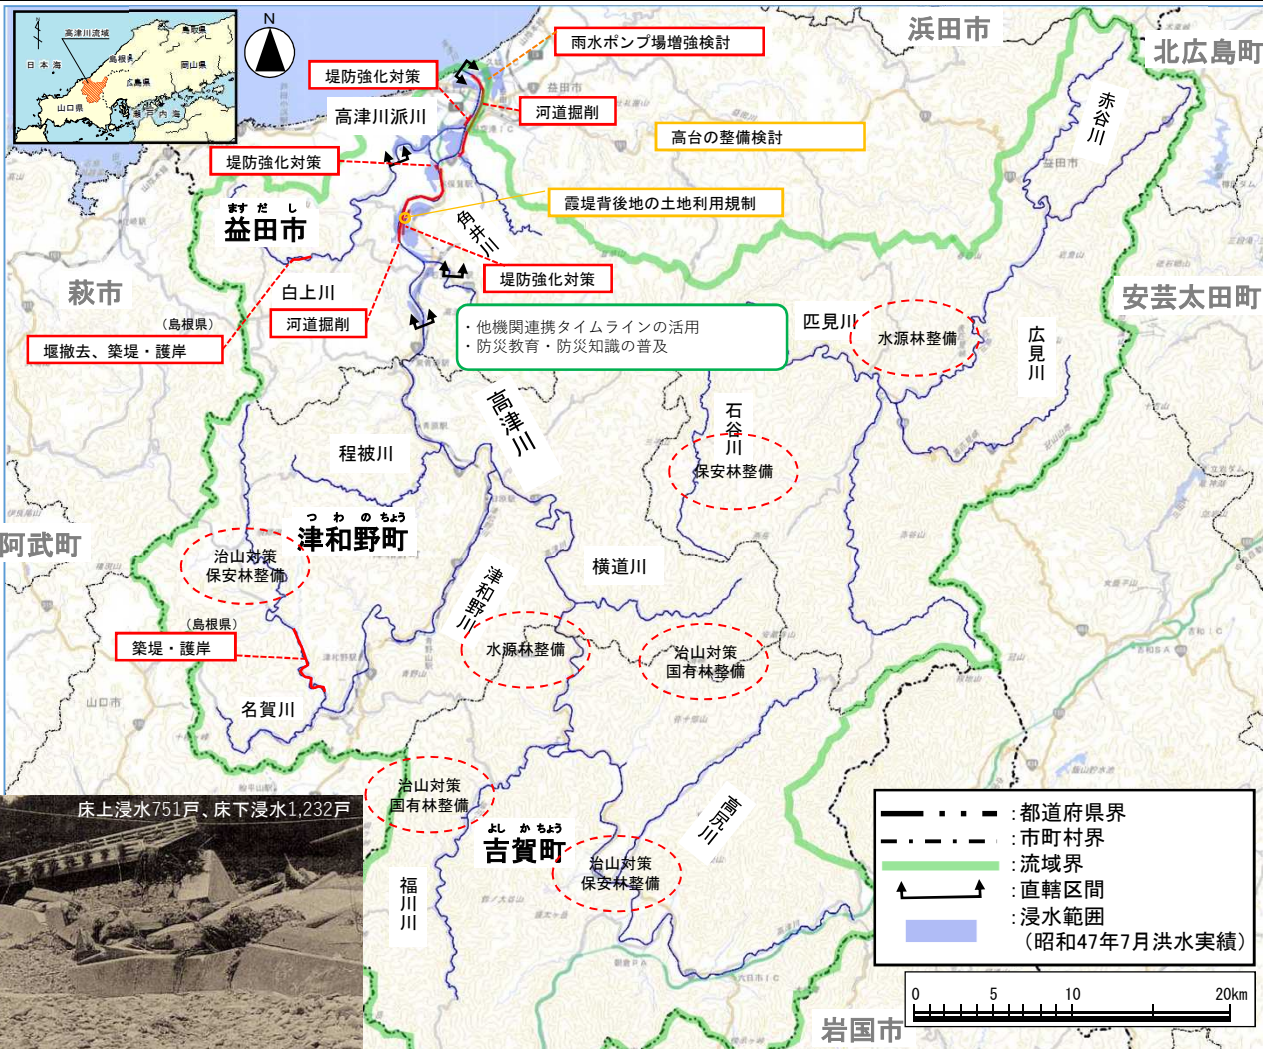 高津川流域
日本海
鳥取県
島根県
岡山県
広島県
山口県
瀬戸内海
N
浜田市
北広島町
雨水ポンプ場増強検討
堤防強化対策
高津川派川
河道掘削
益田市
高台の整備検討
赤谷川
益田市
堤防強化対策
霞堤背後地の土地利用規制
ますだし
益田市
角井川
堤防強化対策
萩市
白上川
安芸太田町
(島根県)
河道掘削
堰撤去、築堤・護岸
・他機関連携タイムラインの活用
・防災教育・防災知識の普及
匹見川
水源林整備
広見川
高津川
石谷川
保安林整備
程被川
つわのちょう
津和野町
阿武町
治山対策
保安林整備
津和野川
横道川
(島根県)
築堤・護岸
水源林整備
治山対策
国有林整備
名賀川
山口市
治山対策
国有林整備
高尻川
よしかちょう
吉賀町
治山対策
保安林整備
福川川
床上浸水751戸、床下浸水1,232戸
:都道府県界
:市町村界
:流域界
:直轄区間
:浸水範囲
(昭和47年7月洪水実績)
0 5 10 20km
岩国市